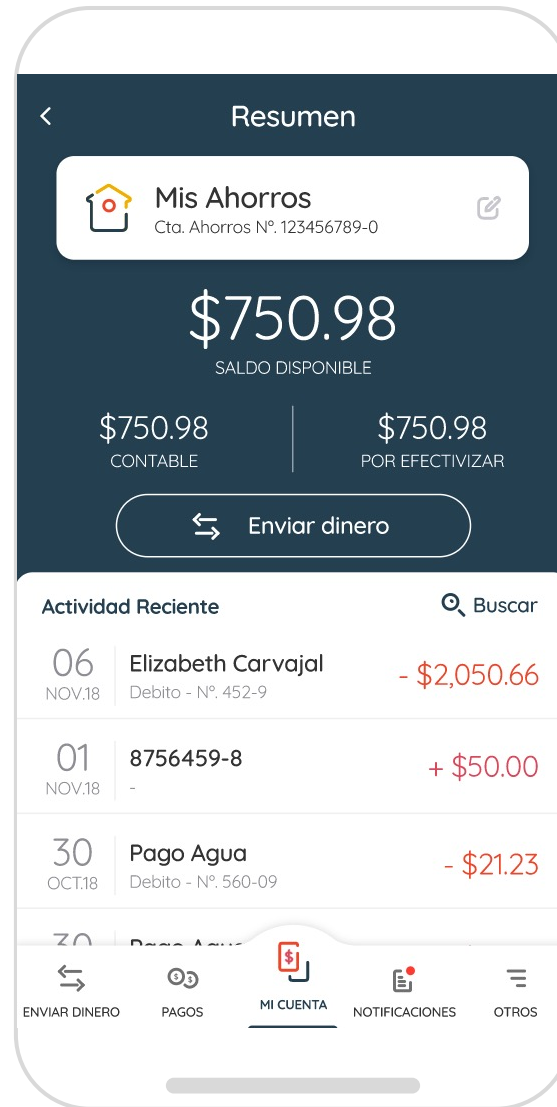 Resumen
Mis Ahorros
Cta. Ahorros Nº. 123456789-0
$750.98
SALDO DISPONIBLE
$750.98
CONTABLE
$750.98
POR EFECTIVIZAR
Enviar dinero
Actividad Reciente
Buscar
06
NOV.18
Elizabeth Carvajal
Debito - Nº. 452-9
- $2,050.66
01
NOV.18
8756459-8
-
+ $50.00
30
OCT.18
Pago Agua
Debito - Nº. 560-09
- $21.23
30
Pago Agua
ENVIAR DINERO
PAGOS
$
MI CUENTA
NOTIFICACIONES
OTROS